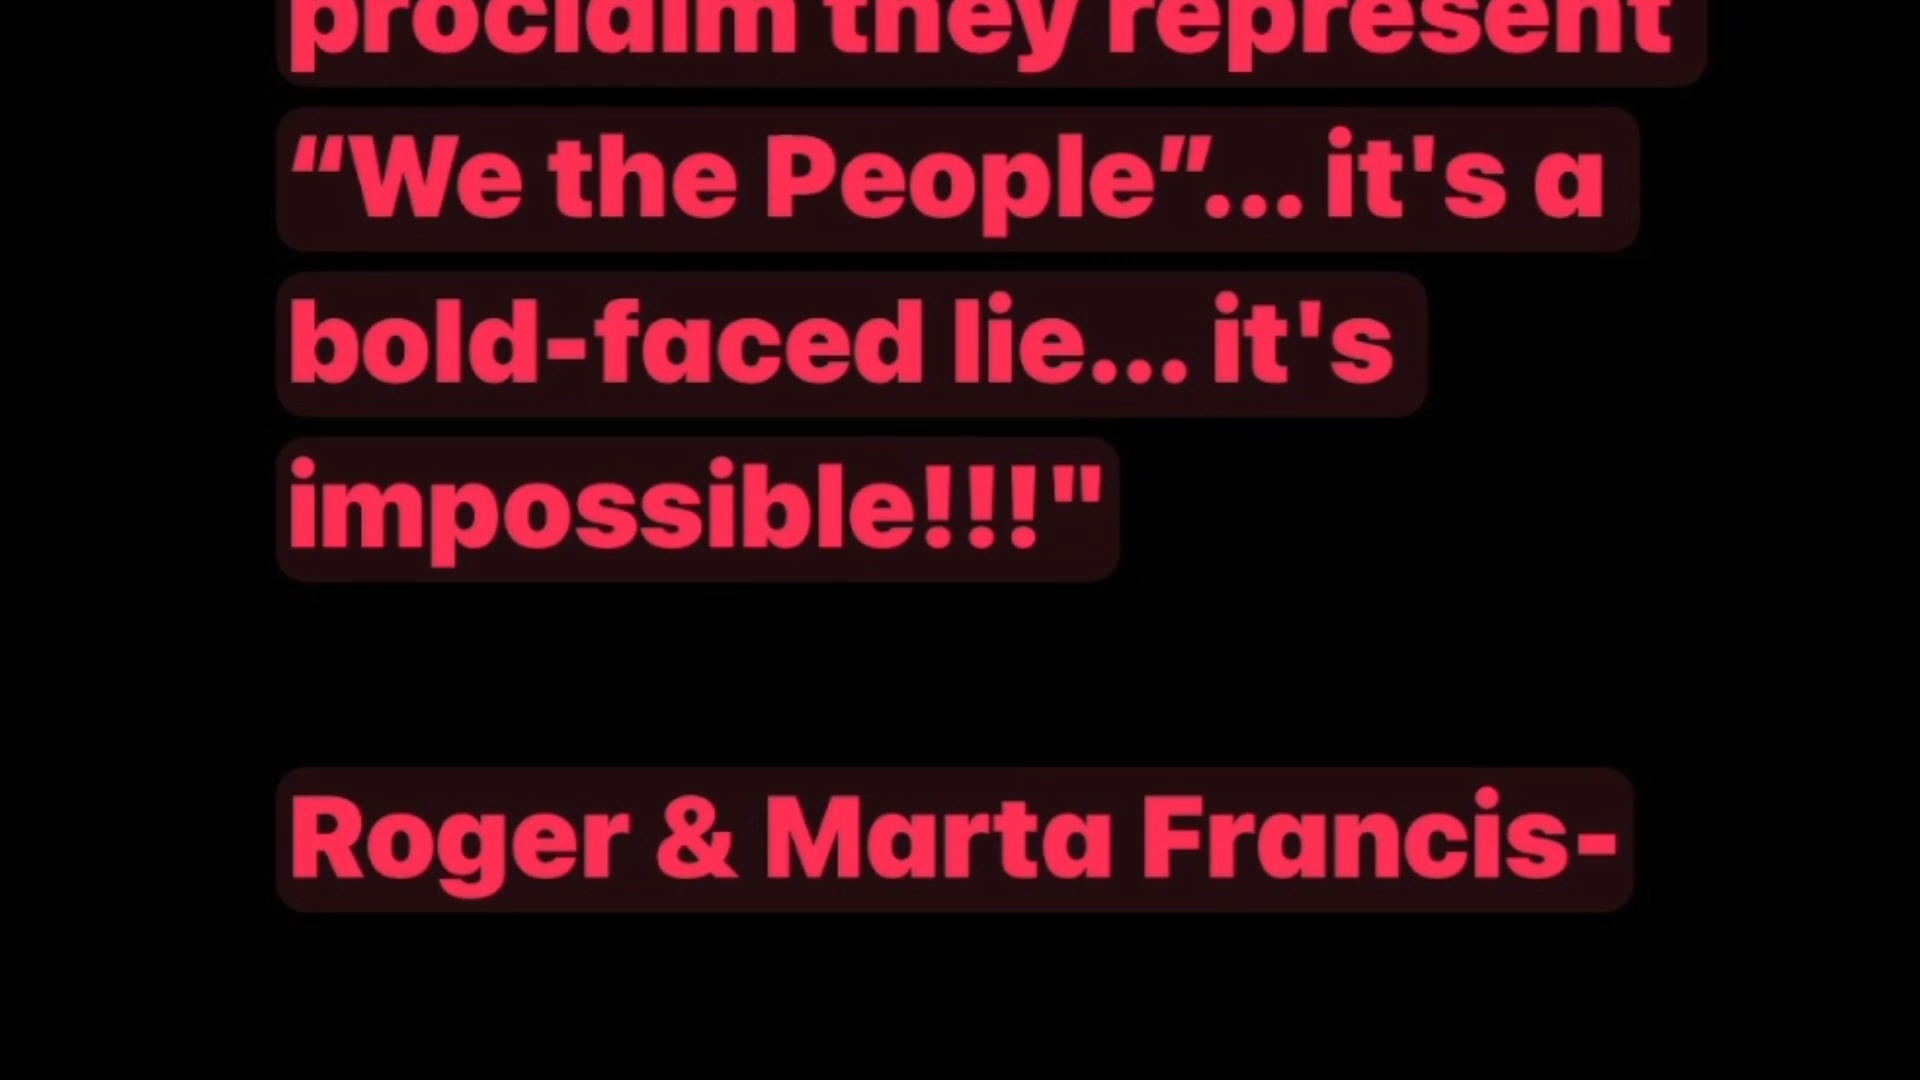 proclaim they represent
“We the People”... it's a
bold-faced lie... it's
impossible!!!"
Roger & Marta Francis-